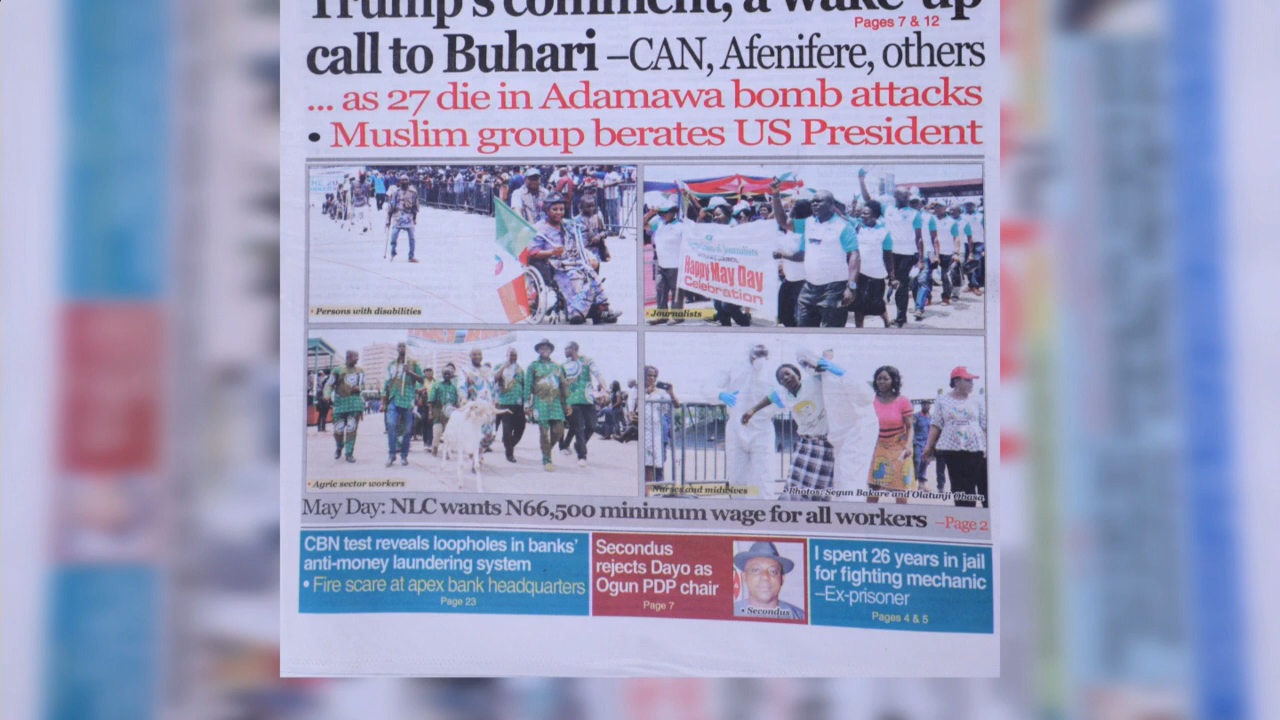 Trump's comment, a wake-up
Pages 7 & 12
call to Buhari –CAN, Afenifere, others
... as 27 die in Adamawa bomb attacks
• Muslim group berates US President
• Persons with disabilities
Happy May Day
Celebration
• Journalists
• Agric sector workers
Nurses and midwives
• Photos: Segun Bakare and Olatunji Obasa
May Day: NLC wants N66,500 minimum wage for all workers –Page 2
CBN test reveals loopholes in banks'
anti-money laundering system
• Fire scare at apex bank headquarters
Page 23
Secondus
rejects Dayo as
Ogun PDP chair
Page 7
• Secondus
I spent 26 years in jail
for fighting mechanic
–Ex-prisoner
Pages 4 & 5